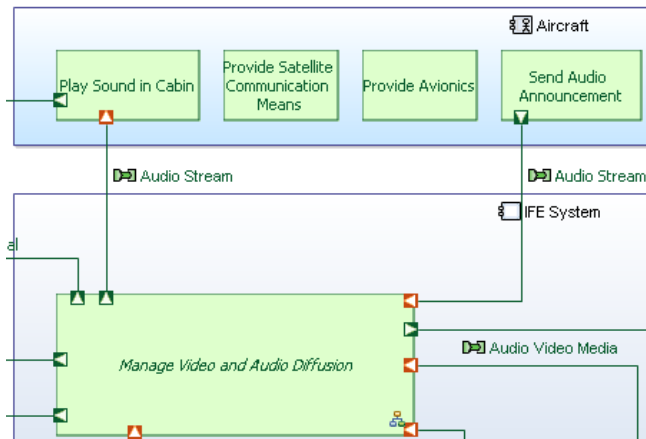 Aircraft
Play Sound in Cabin
Provide Satellite
Communication
Means
Provide Avionics
Send Audio
Announcement
Audio Stream
Audio Stream
IFE System
al
Manage Video and Audio Diffusion
Audio Video Media